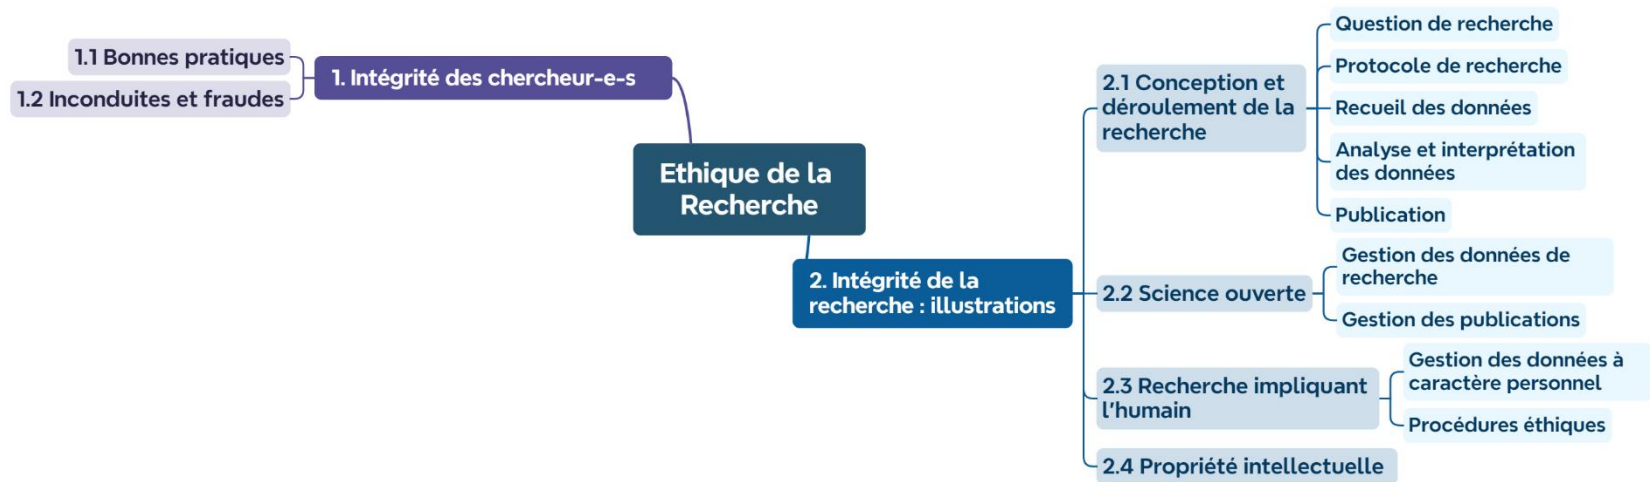 Ethique de la
Recherche
1. Intégrité des chercheur-e-s
1.1 Bonnes pratiques
1.2 Inconduites et fraudes
2. Intégrité de la
recherche : illustrations
2.1 Conception et
déroulement de la
recherche
Question de recherche
Protocole de recherche
Recueil des données
Analyse et interprétation
des données
Publication
2.2 Science ouverte
Gestion des données de
recherche
Gestion des publications
2.3 Recherche impliquant
l'humain
Gestion des données à
caractère personnel
Procédures éthiques
2.4 Propriété intellectuelle